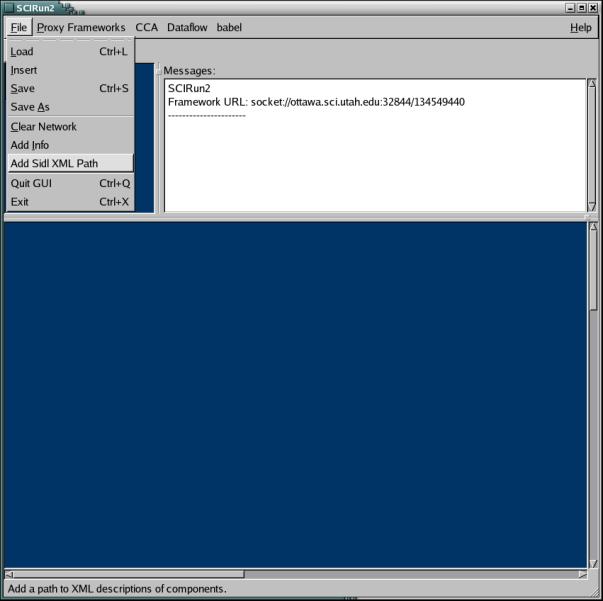 SCIRun2
File Proxy Frameworks CCA Dataflow babel Help
Load Ctrl+L
Insert
Save Ctrl+S
Save As
Clear Network
Add Info
Add Sidl XML Path
Quit GUI Ctrl+Q
Exit Ctrl+X
Messages:
SCIRun2
Framework URL: socket://ottawa.sci.utah.edu:32844/134549440
----------------------
Add a path to XML descriptions of components.